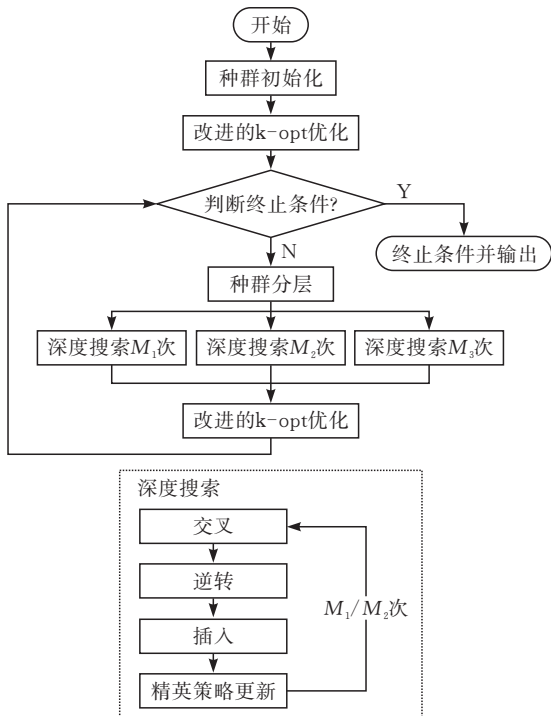 开始
种群初始化
改进的k-opt优化
判断终止条件?
Y
终止条件并输出
N
种群分层
深度搜索M₁次
深度搜索M₂次
深度搜索M₃次
改进的k-opt优化
深度搜索
交叉
逆转
M₁/M₂次
插入
精英策略更新